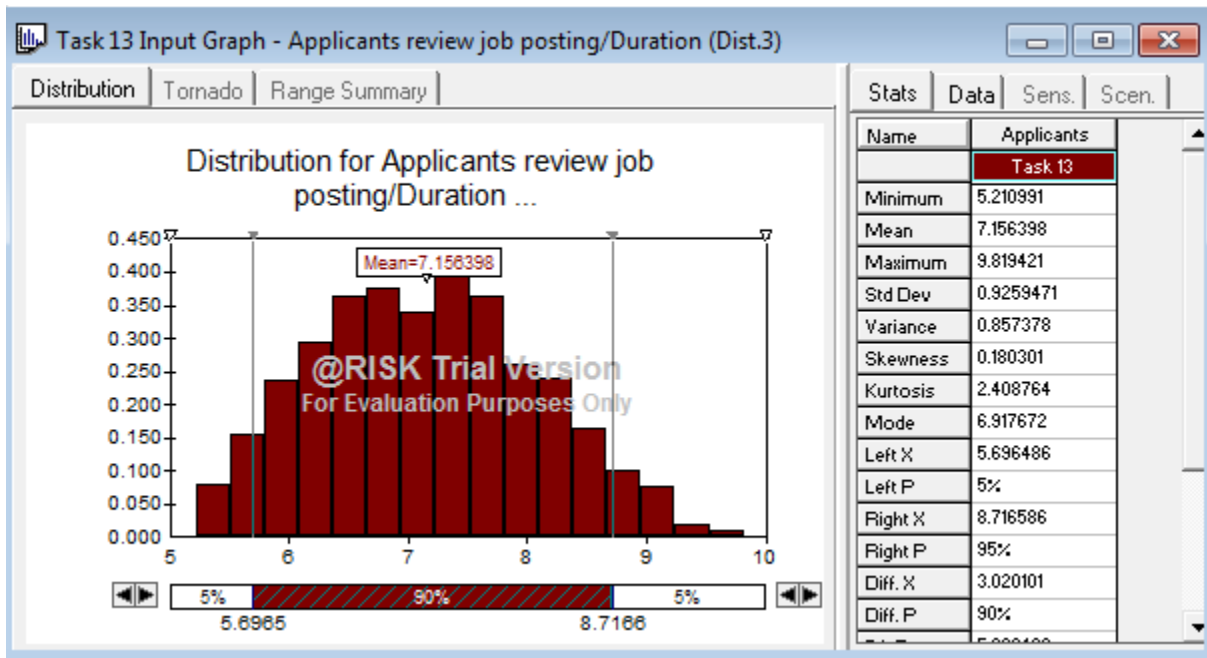 Task 13 Input Graph - Applicants review job posting/Duration (Dist.3)
Distribution Tornado Range Summary
Stats Data Sens. Scen.
Distribution for Applicants review job
posting/Duration ...
0.450
0.400
0.350
0.300
0.250
0.200
0.150
0.100
0.050
0.000
Mean=7.156398
@RISK Trial Version
For Evaluation Purposes Only
5 6 7 8 9 10
5% 90% 5%
5.6965 8.7166
Name Applicants
Task 13
Minimum 5.210991
Mean 7.156398
Maximum 9.819421
Std Dev 0.9259471
Variance 0.857378
Skewness 0.180301
Kurtosis 2.408764
Mode 6.917672
Left X 5.696486
Left P 5%
Right X 8.716586
Right P 95%
Diff. X 3.020101
Diff. P 90%